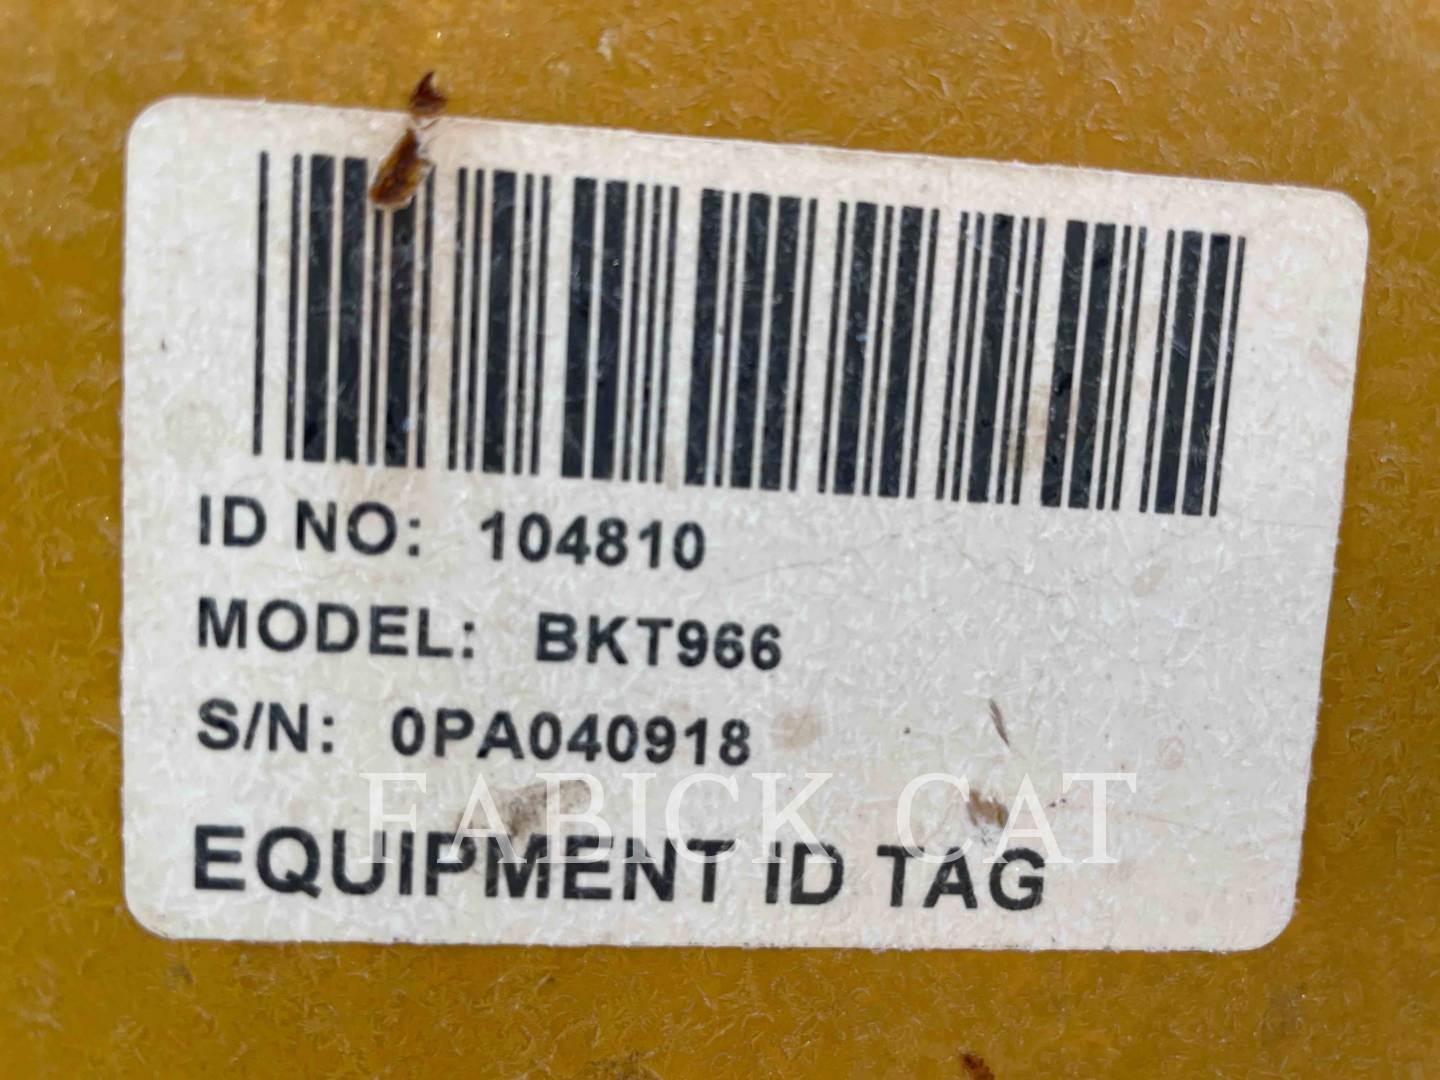 ID NO: 104810
MODEL: BKT966
S/N: 0PA040918
FABICK CAT
EQUIPMENT ID TAG